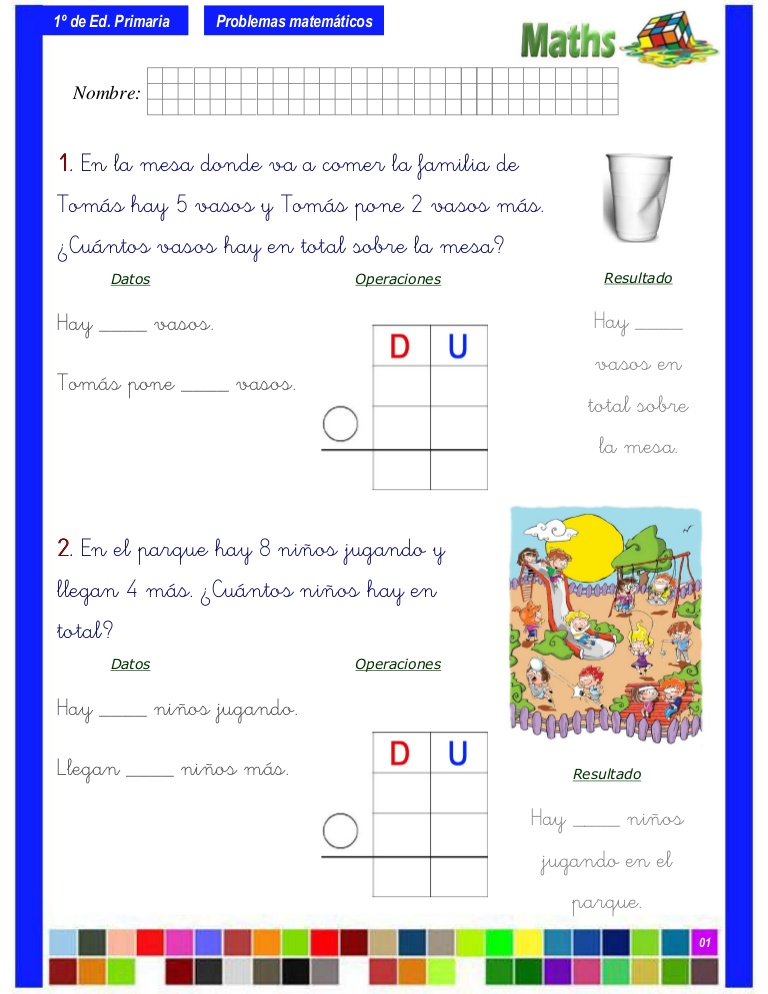 1º de Ed. Primaria
Problemas matemáticos
Maths
Nombre:
1. En la mesa donde va a comer la familia de
Tomás hay 5 vasos y Tomás pone 2 vasos más.
¿Cuántos vasos hay en total sobre la mesa?
Datos
Operaciones
Resultado
Hay _____ vasos.
Tomás pone _____ vasos.
D U
Hay _____
vasos en
total sobre
la mesa.
2. En el parque hay 8 niños jugando y
llegan 4 más. ¿Cuántos niños hay en
total?
Datos
Operaciones
Hay _____ niños jugando.
Llegan _____ niños más.
D U
Resultado
Hay _____ niños
jugando en el
parque.
01